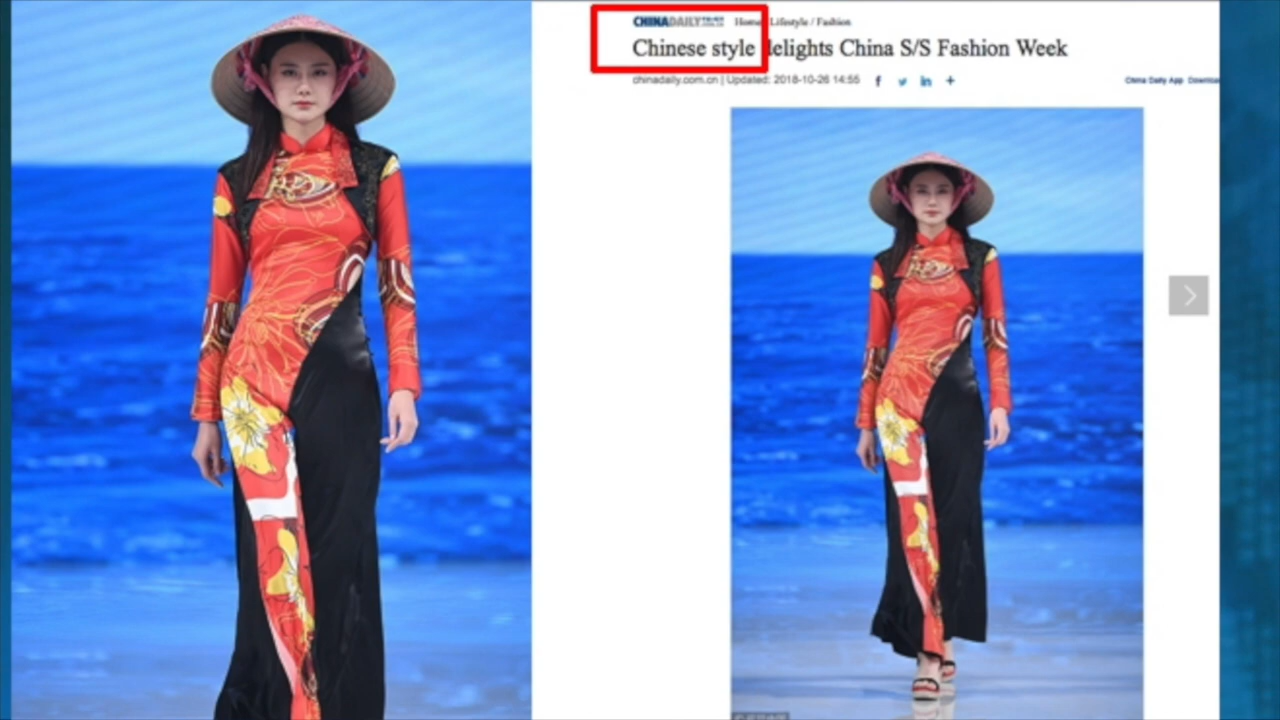 CHINADAILY Home/ Lifestyle / Fashion
Chinese style delights China S/S Fashion Week
chinadaily.com.cn | Updated: 2018-10-26 14:55
China Daily App